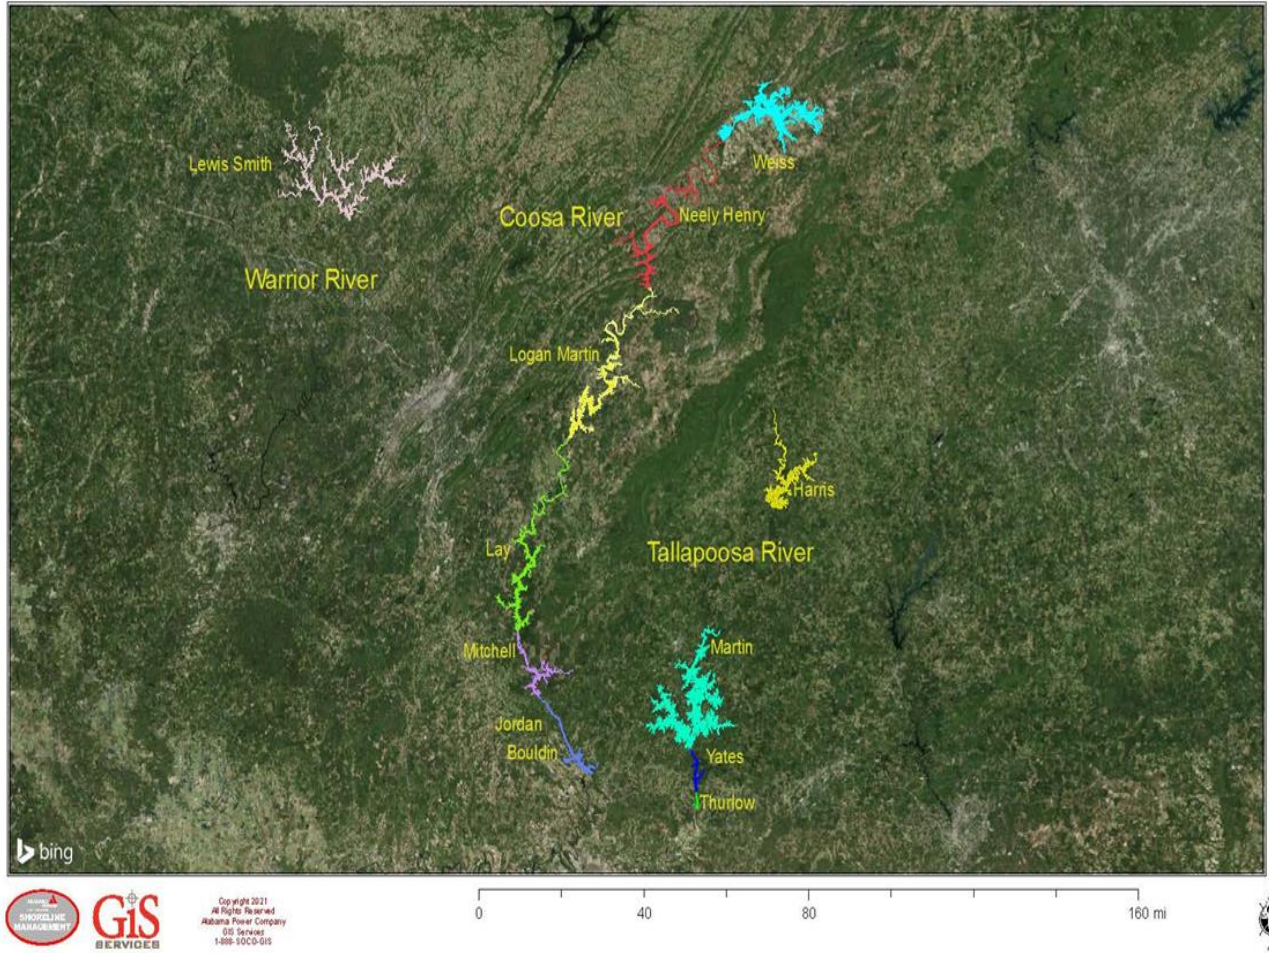 Weiss
Lewis Smith
Neely Henry
Coosa River
Warrior River
Logan Martin
Harris
Lay
Tallapoosa River
Martin
Mitchell
Jordan
Bouldin
Yates
Thurlow
bing
SHORELINE
MANAGEMENT
GiS
SERVICES
Copyright 2021
All Rights Reserved
Alabama Power Company
GIS Services
1-888-SOCO-GIS
0 40 80 160 mi